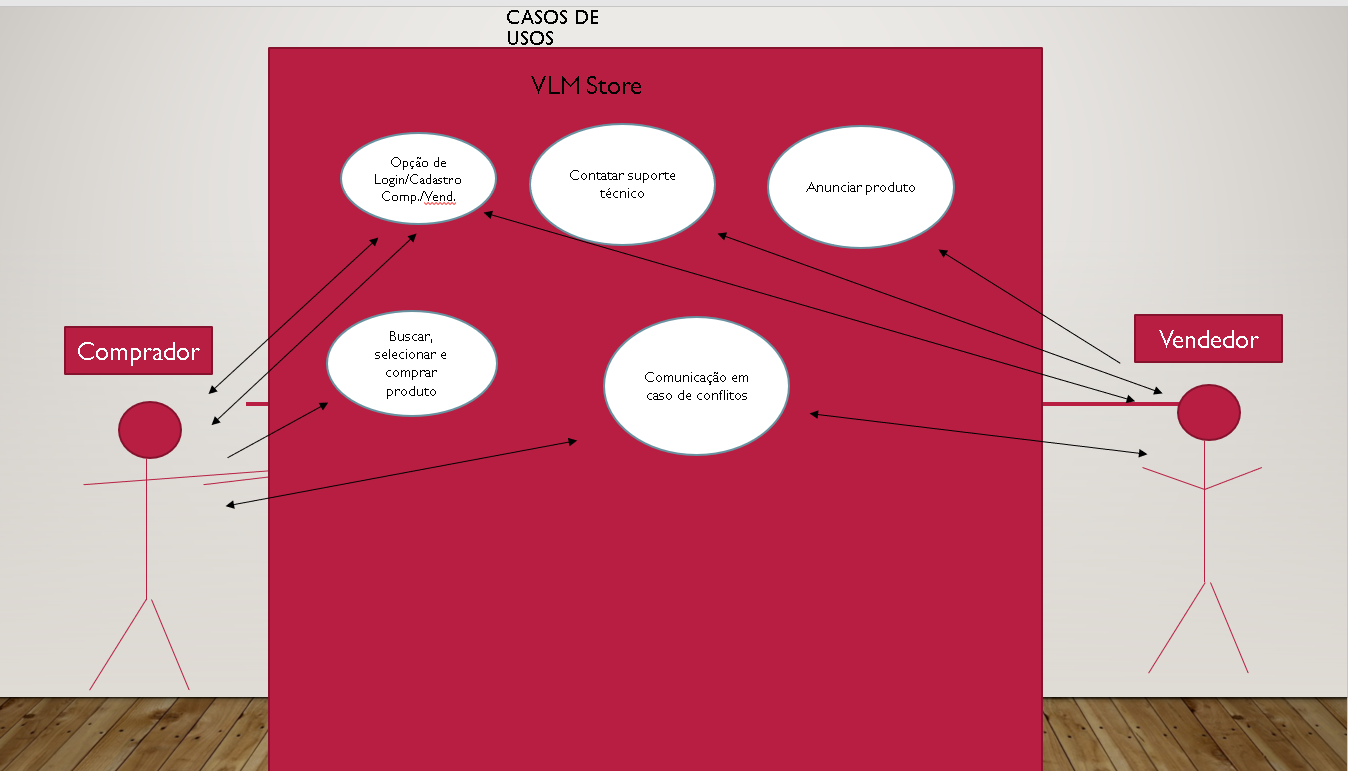 CASOS DE
USOS
VLM Store
Opção de
Login/Cadastro
Comp./Vend.
Contatar suporte
técnico
Anunciar produto
Comprador
Buscar,
selecionar e
comprar
produto
Comunicação em
caso de conflitos
Vendedor